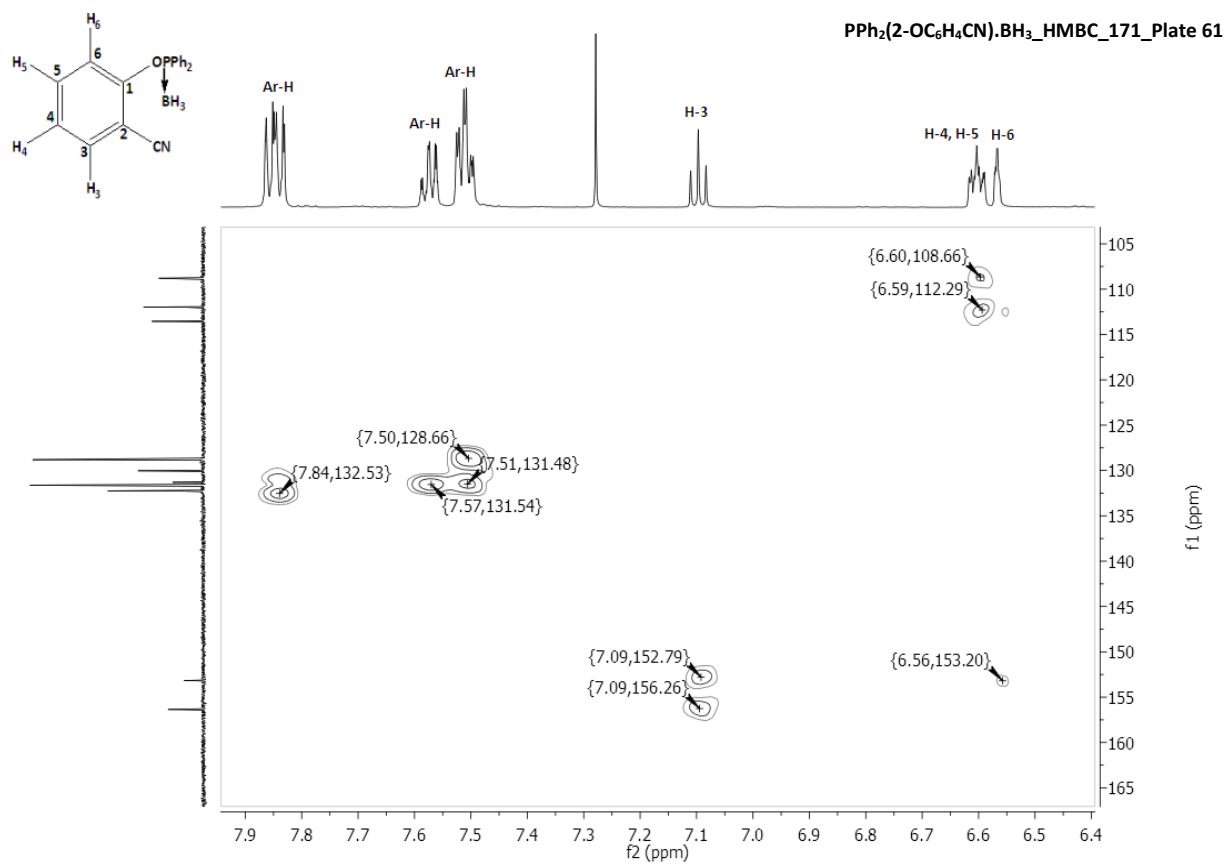 PPh₂(2-OC₆H₄CN).BH₃_HMBC_171_Plate 61
H₆
H₅
6
OPPh₂
5
1
BH₃
4
2
H₄
3
CN
H₃
Ar-H
Ar-H
Ar-H
H-3
H-4, H-5
H-6
{6.60,108.66}
{6.59,112.29}
{7.50,128.66}
{7.51,131.48}
{7.84,132.53}
{7.57,131.54}
{7.09,152.79}
{6.56,153.20}
{7.09,156.26}
105
110
115
120
125
130
135
140
145
150
155
160
165
f1 (ppm)
7.9 7.8 7.7 7.6 7.5 7.4 7.3 7.2 7.1 7.0 6.9 6.8 6.7 6.6 6.5 6.4
f2 (ppm)